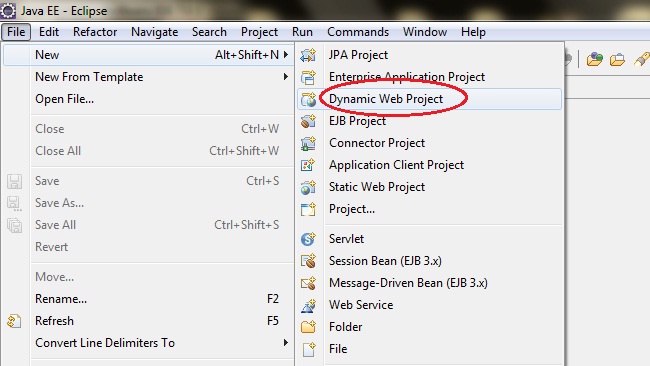 Java EE - Eclipse
File Edit Refactor Navigate Search Project Run Commands Window Help
New Alt+Shift+N
New From Template
Open File...
Close Ctrl+W
Close All Ctrl+Shift+W
Save Ctrl+S
Save As...
Save All Ctrl+Shift+S
Revert
Move...
Rename... F2
Refresh F5
Convert Line Delimiters To
JPA Project
Enterprise Application Project
Dynamic Web Project
EJB Project
Connector Project
Application Client Project
Static Web Project
Project...
Servlet
Session Bean (EJB 3.x)
Message-Driven Bean (EJB 3.x)
Web Service
Folder
File